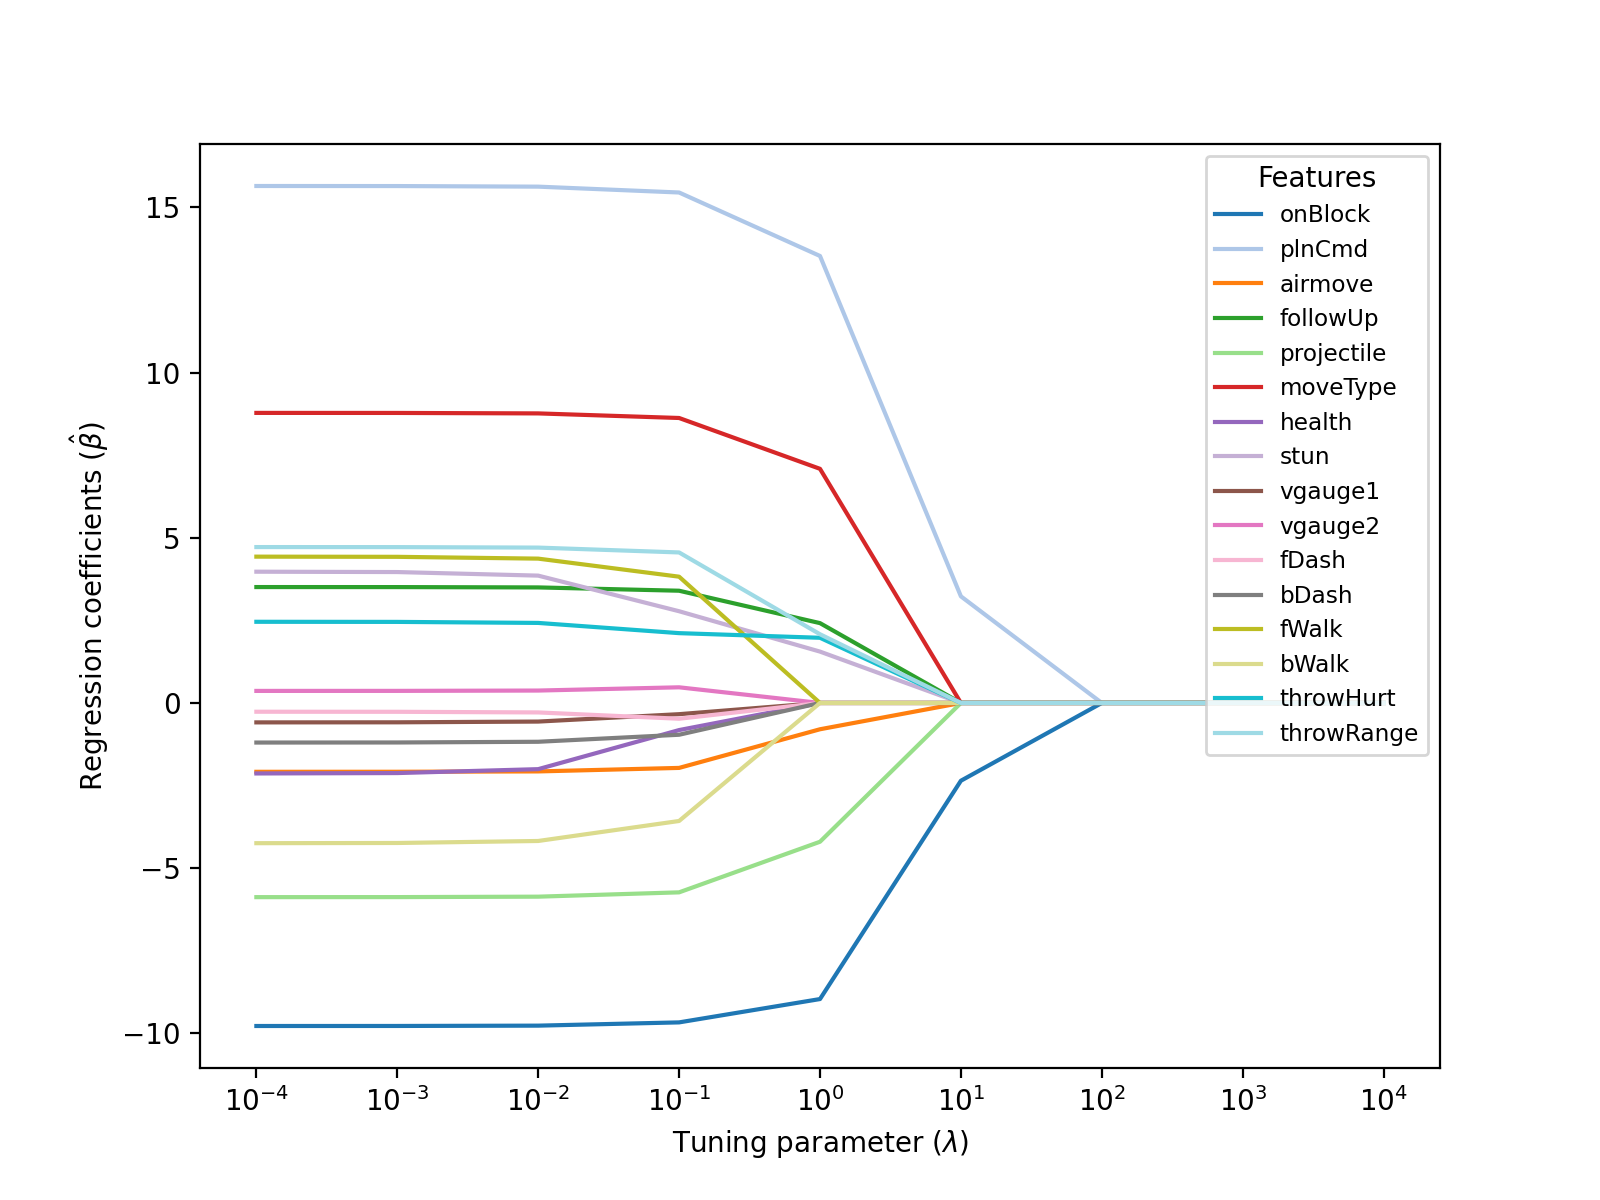 Features
onBlock
plnCmd
airmove
followUp
projectile
moveType
health
stun
vgauge1
vgauge2
fDash
bDash
fWalk
bWalk
throwHurt
throwRange
15
10
5
0
−5
−10
Regression coefficients (β̂)
10⁻⁴ 10⁻³ 10⁻² 10⁻¹ 10⁰ 10¹ 10² 10³ 10⁴
Tuning parameter (λ)